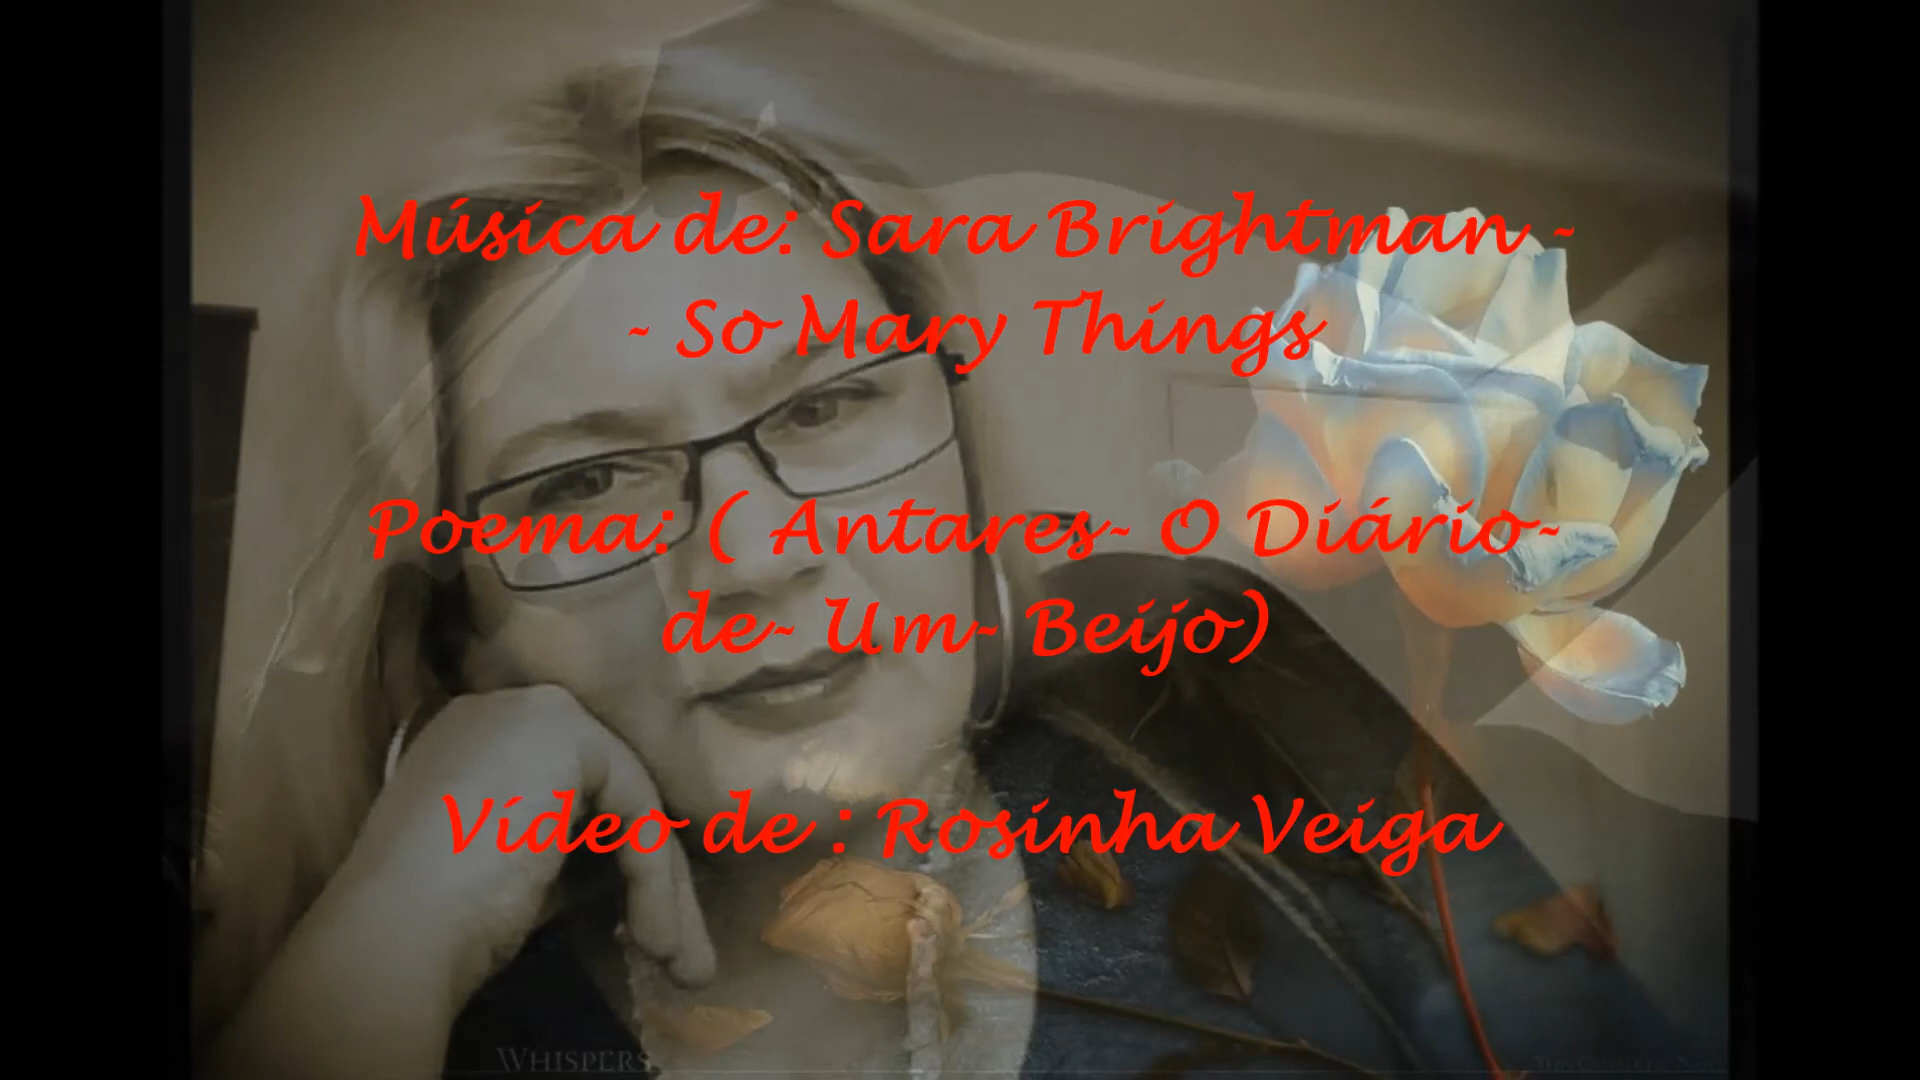 Música de: Sara Brightman -
- So Mary Things
Poema: ( Antares- O Diário-
de- Um- Beijo)
Vídeo de : Rosinha Veiga
WHISPERS